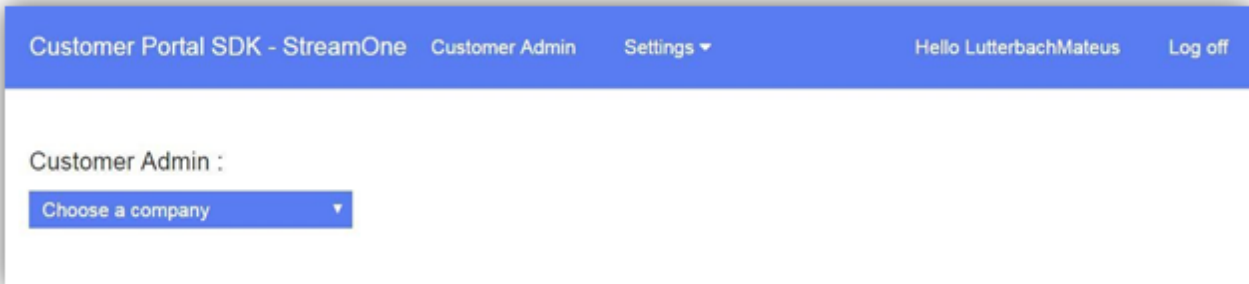 Customer Portal SDK - StreamOne Customer Admin Settings Hello LutterbachMateus Log off
Customer Admin :
Choose a company